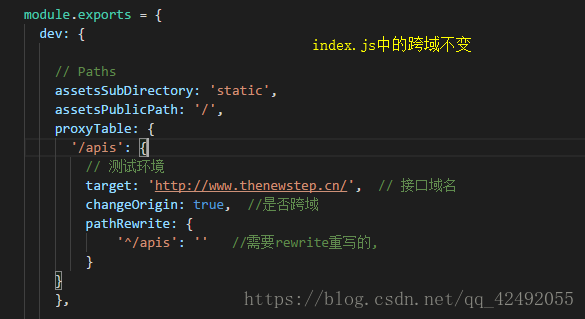 module.exports = {
dev: {
index.js中的跨域不变
// Paths
assetsSubDirectory: 'static',
assetsPublicPath: '/',
proxyTable: {
'/apis': {
// 测试环境
target: 'http://www.thenewstep.cn/', // 接口域名
changeOrigin: true, //是否跨域
pathRewrite: {
'^/apis': '' //需要rewrite重写的,
}
}
},
https://blog.csdn.net/qq_42492055